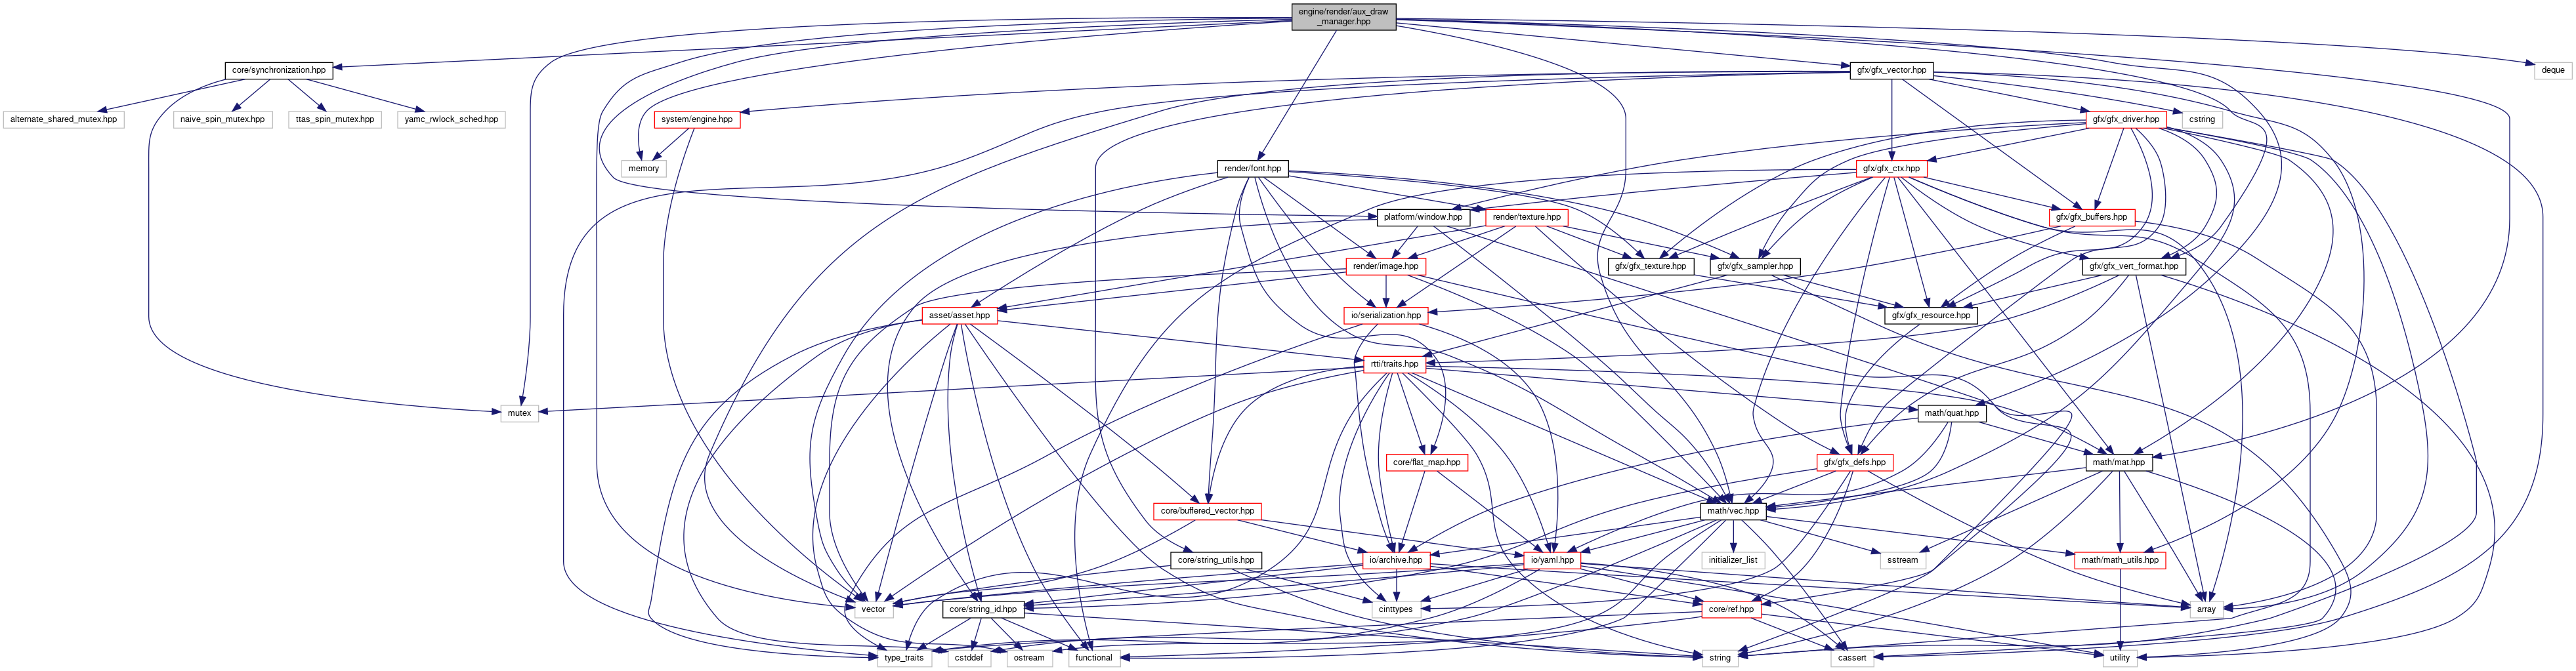 engine/render/aux_draw
_manager.hpp
core/synchronization.hpp
gfx/gfx_vector.hpp
deque
alternate_shared_mutex.hpp
naive_spin_mutex.hpp
ttas_spin_mutex.hpp
yamc_rwlock_sched.hpp
system/engine.hpp
gfx/gfx_driver.hpp
cstring
memory
render/font.hpp
gfx/gfx_ctx.hpp
platform/window.hpp
render/texture.hpp
gfx/gfx_buffers.hpp
render/image.hpp
gfx/gfx_texture.hpp
gfx/gfx_sampler.hpp
gfx/gfx_vert_format.hpp
asset/asset.hpp
io/serialization.hpp
gfx/gfx_resource.hpp
rtti/traits.hpp
mutex
math/quat.hpp
core/flat_map.hpp
gfx/gfx_defs.hpp
math/mat.hpp
core/buffered_vector.hpp
math/vec.hpp
core/string_utils.hpp
io/archive.hpp
io/yaml.hpp
initializer_list
sstream
math/math_utils.hpp
vector
core/string_id.hpp
cinttypes
core/ref.hpp
array
type_traits
cstddef
ostream
functional
string
cassert
utility